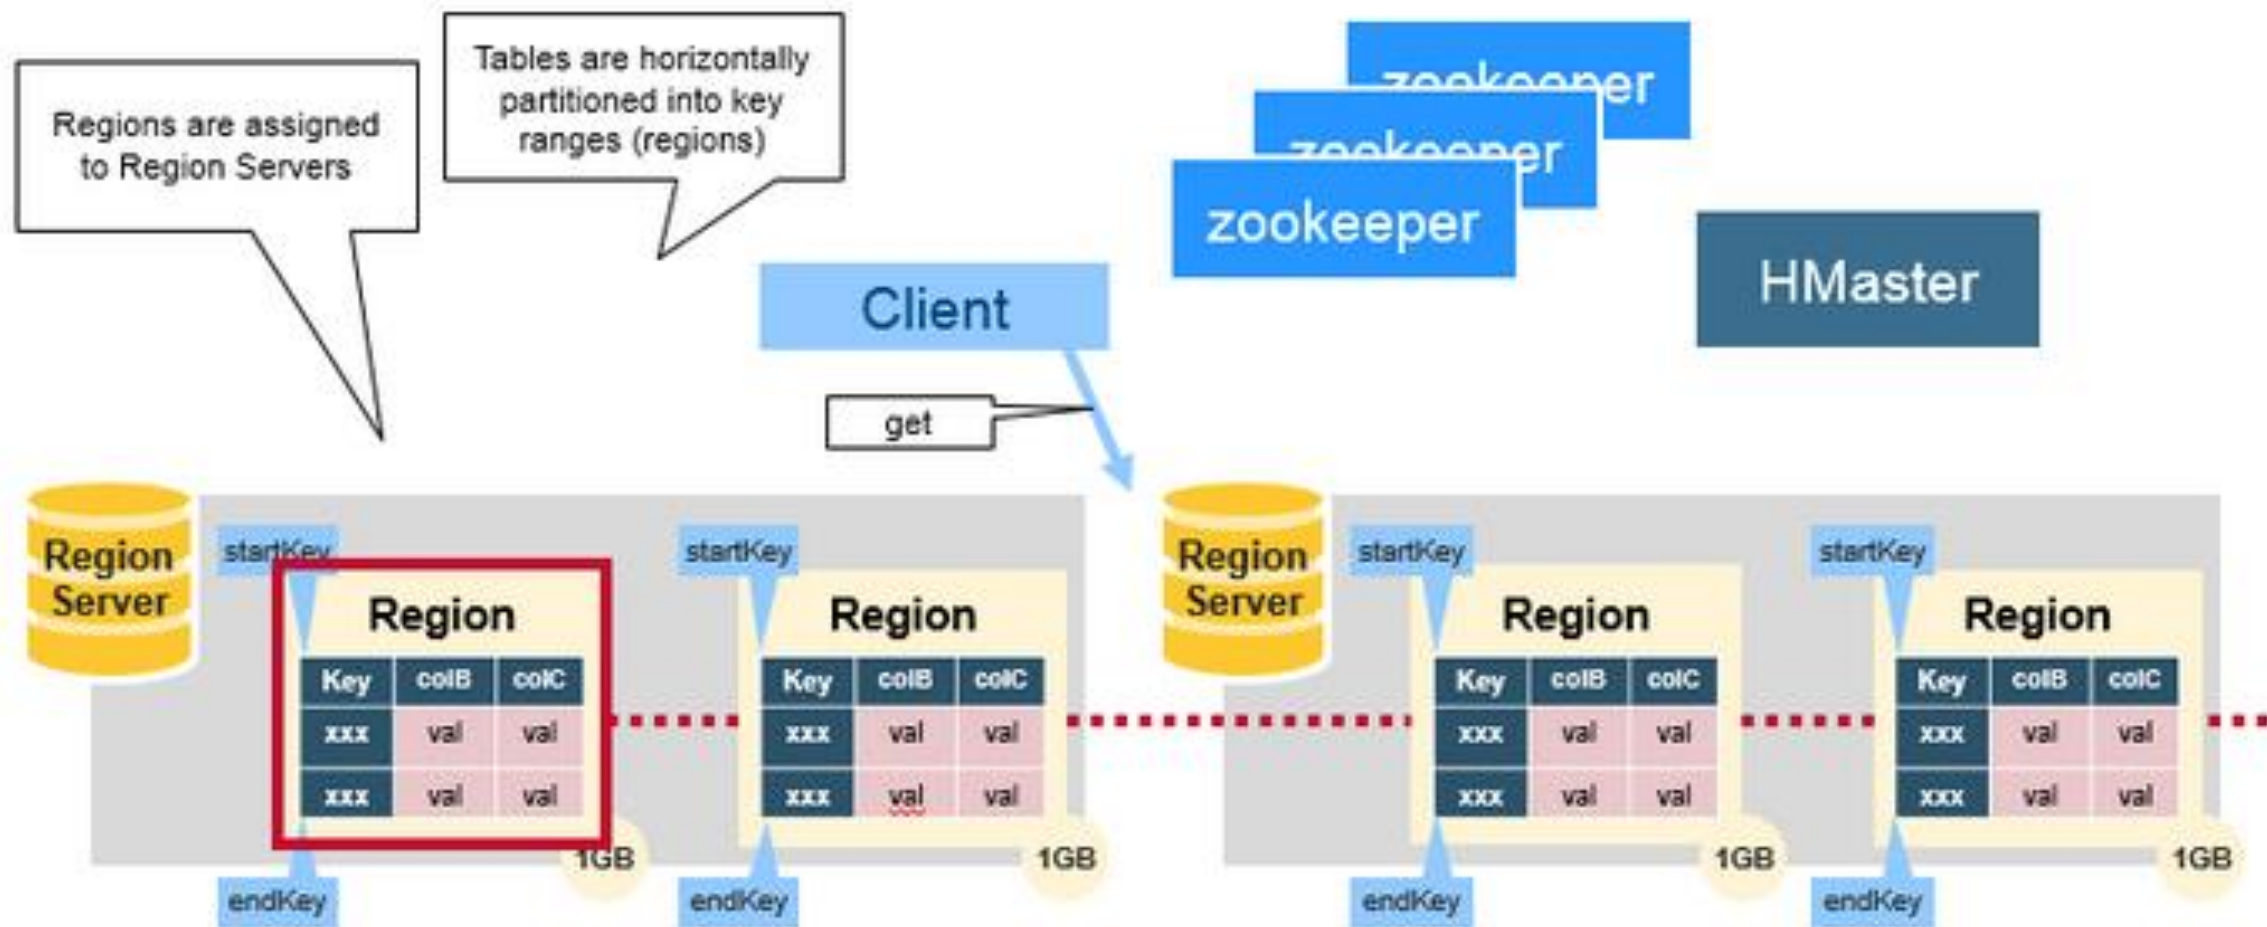 Regions are assigned
to Region Servers
Tables are horizontally
partitioned into key
ranges (regions)
zookeeper
zookeeper
zookeeper
HMaster
Client
get
Region
Server
startKey
Region
Key colB colC
xxx val val
xxx val val
1GB
endKey
startKey
Region
Key colB colC
xxx val val
xxx val val
1GB
endKey
Region
Server
startKey
Region
Key colB colC
xxx val val
xxx val val
1GB
endKey
startKey
Region
Key colB colC
xxx val val
xxx val val
1GB
endKey